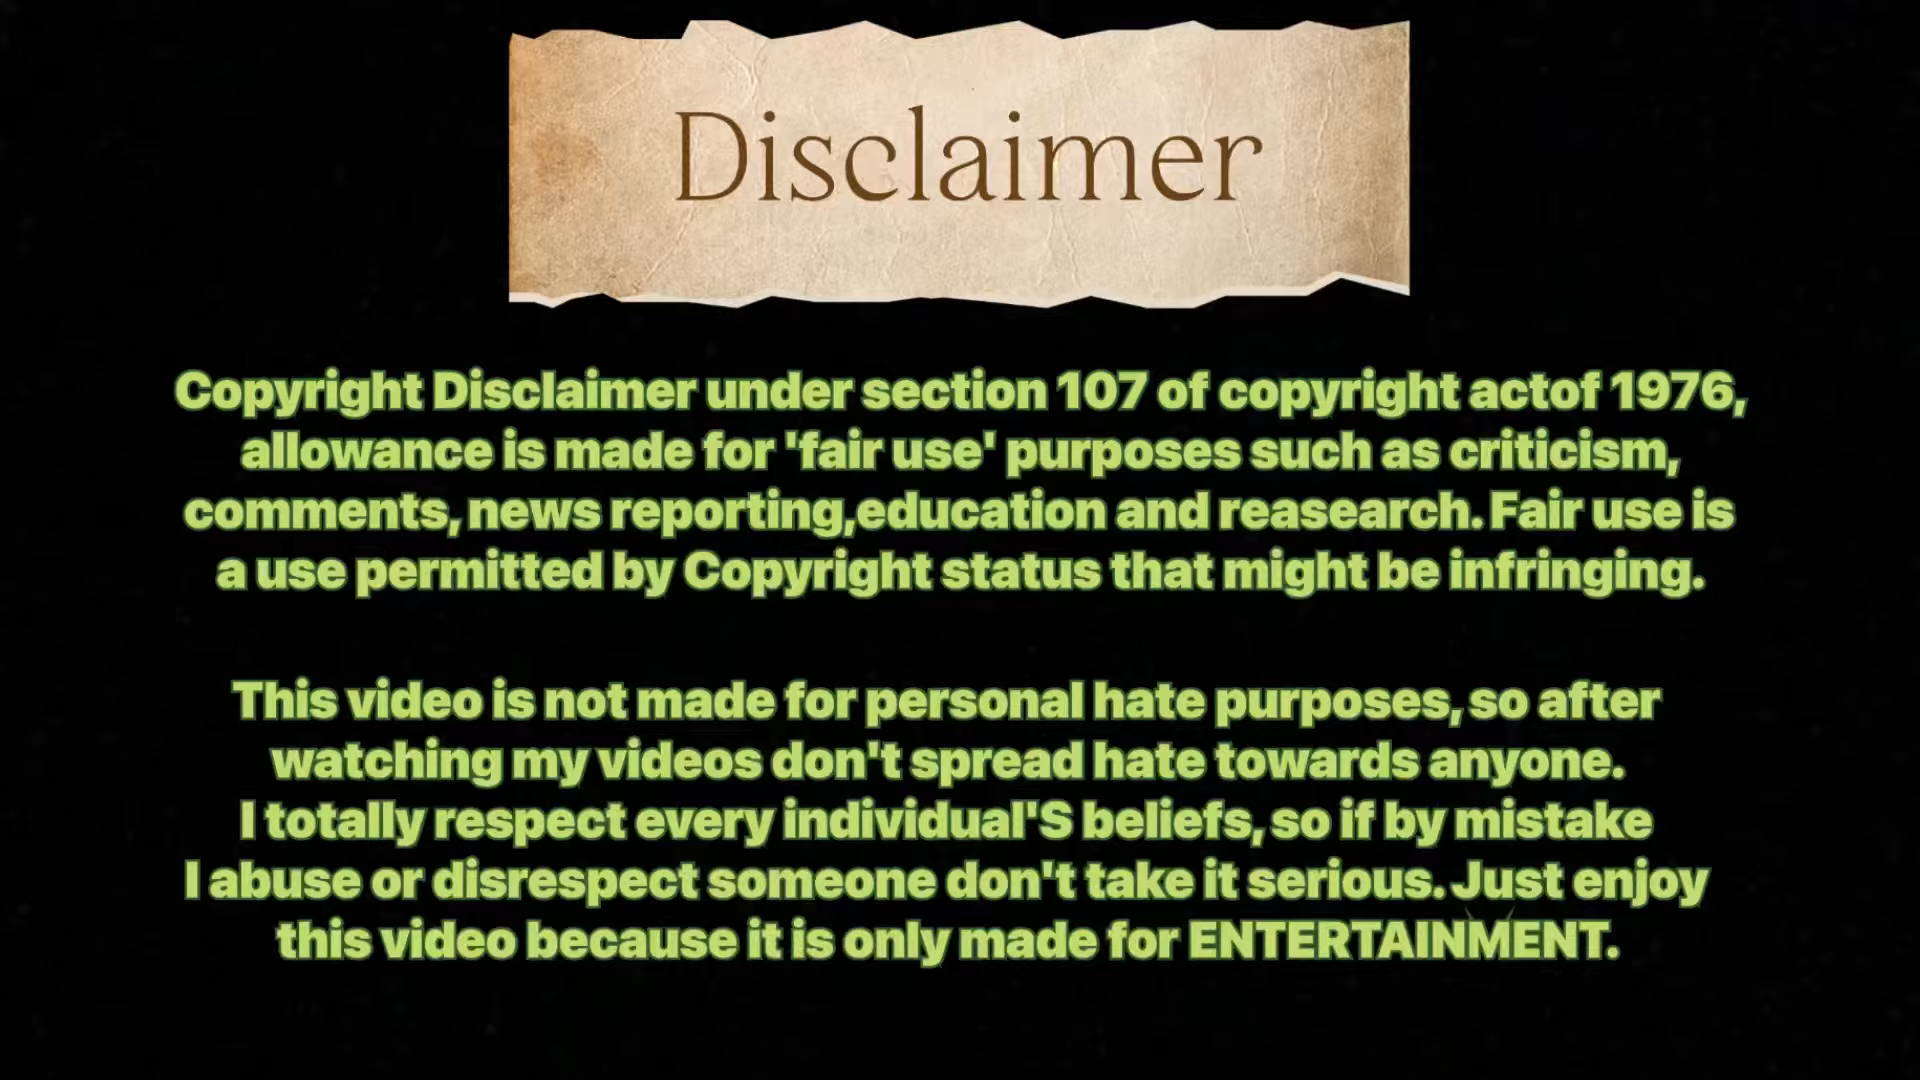 Disclaimer
Copyright Disclaimer under section 107 of copyright actof 1976,
allowance is made for 'fair use' purposes such as criticism,
comments, news reporting,education and reasearch. Fair use is
a use permitted by Copyright status that might be infringing.
This video is not made for personal hate purposes, so after
watching my videos don't spread hate towards anyone.
I totally respect every individual'S beliefs, so if by mistake
I abuse or disrespect someone don't take it serious. Just enjoy
this video because it is only made for ENTERTAINMENT.